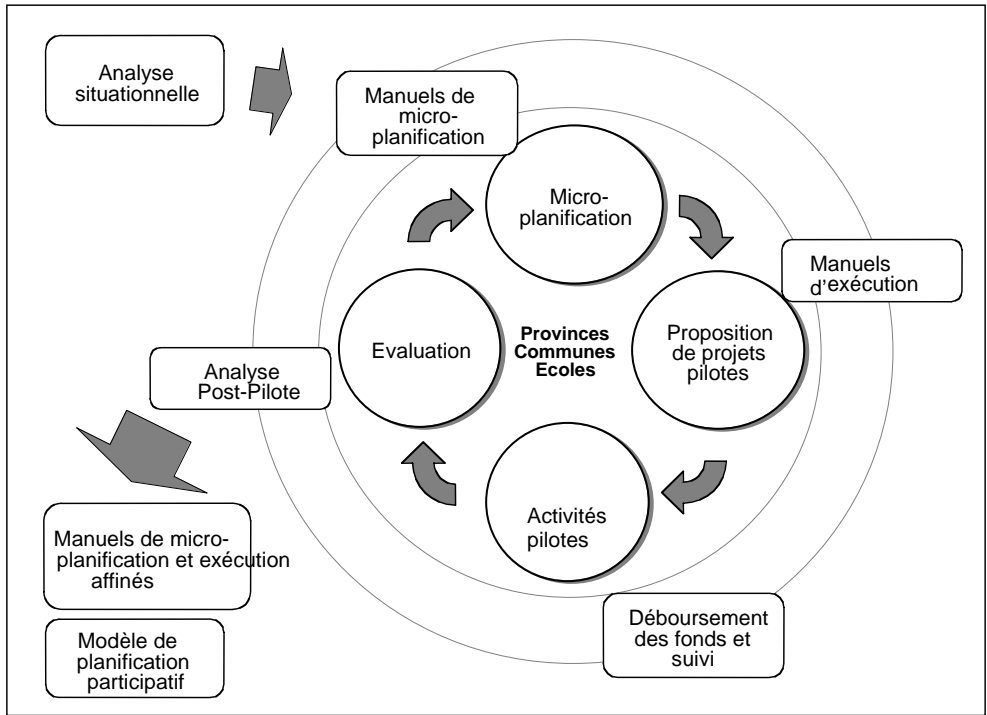 Analyse
situationnelle
Manuels de
micro-
planification
Micro-
planification
Manuels
d'exécution
Proposition
de projets
pilotes
Provinces
Communes
Ecoles
Evaluation
Analyse
Post-Pilote
Activités
pilotes
Manuels de micro-
planification et exécution
affinés
Déboursement
des fonds et
suivi
Modèle de
planification
participatif